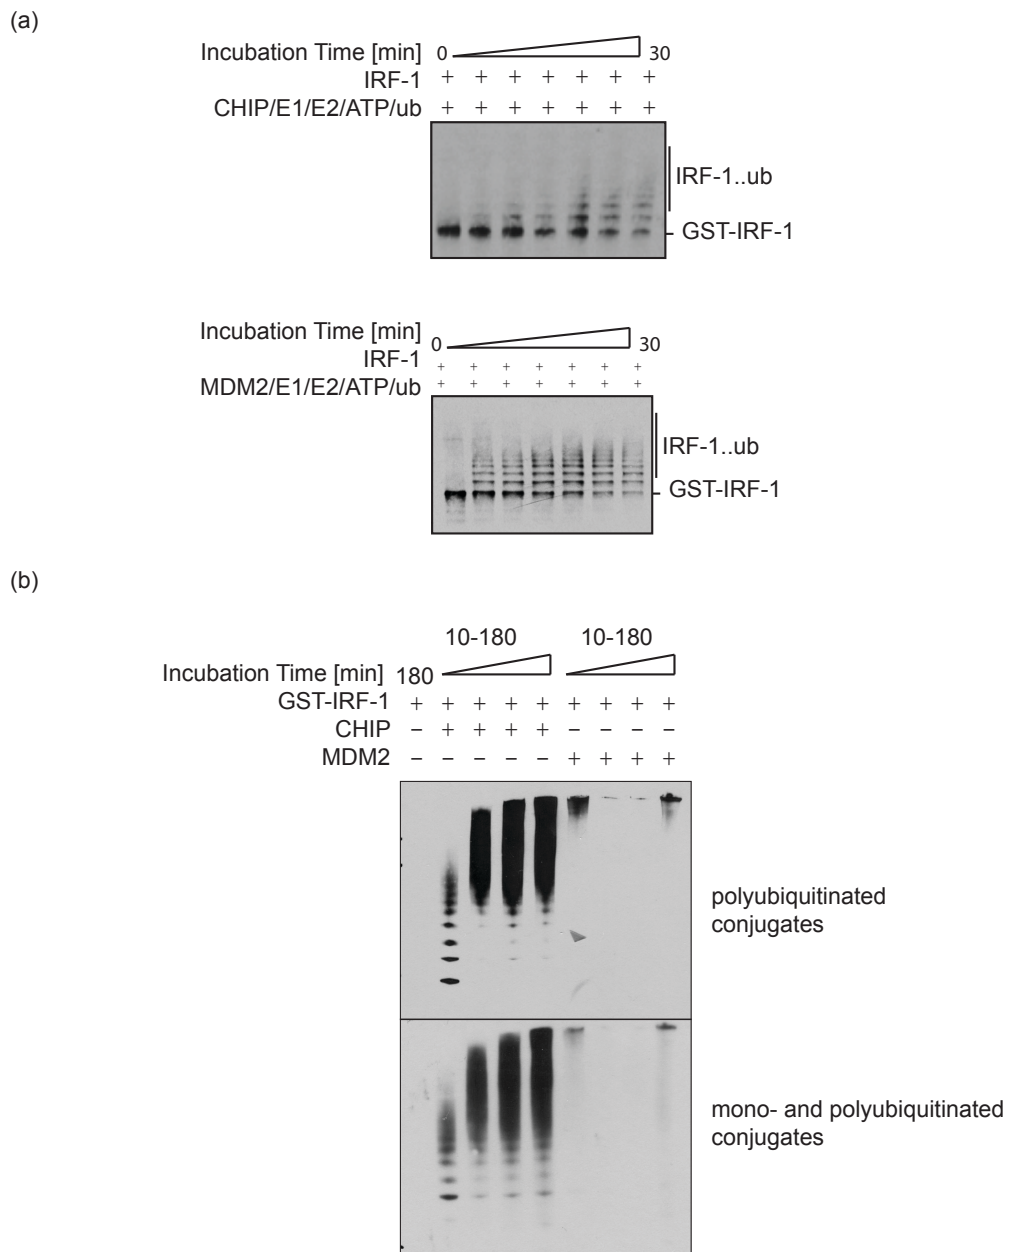 (a)
Incubation Time [min] 0 30
IRF-1 + + + + + + +
CHIP/E1/E2/ATP/ub + + + + + + +
IRF-1..ub
GST-IRF-1
Incubation Time [min] 0 30
IRF-1 + + + + + + +
MDM2/E1/E2/ATP/ub + + + + + + +
IRF-1..ub
GST-IRF-1
(b)
10-180 10-180
Incubation Time [min] 180
GST-IRF-1 + + + + + + + + +
CHIP – + + + + – – – –
MDM2 – – – – – + + + +
polyubiquitinated
conjugates
mono- and polyubiquitinated
conjugates